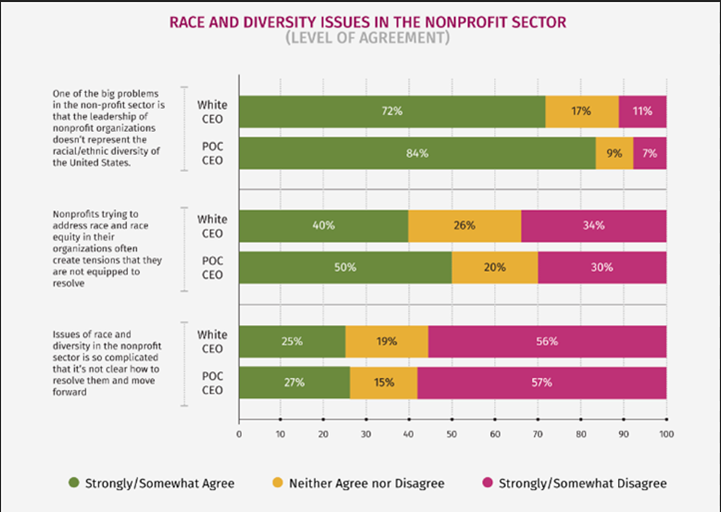 RACE AND DIVERSITY ISSUES IN THE NONPROFIT SECTOR
(LEVEL OF AGREEMENT)
One of the big problems
in the non-profit sector is
that the leadership of
nonprofit organizations
doesn't represent the
racial/ethnic diversity of
the United States.
White
CEO
72%
17%
11%
POC
CEO
84%
9%
7%
Nonprofits trying to
address race and race
equity in their
organizations often
create tensions that they
are not equipped to
resolve
White
CEO
40%
26%
34%
POC
CEO
50%
20%
30%
Issues of race and
diversity in the nonprofit
sector is so complicated
that it's not clear how to
resolve them and move
forward
White
CEO
25%
19%
56%
POC
CEO
27%
15%
57%
0 10 20 30 40 50 60 70 80 90 100
Strongly/Somewhat Agree Neither Agree nor Disagree Strongly/Somewhat Disagree